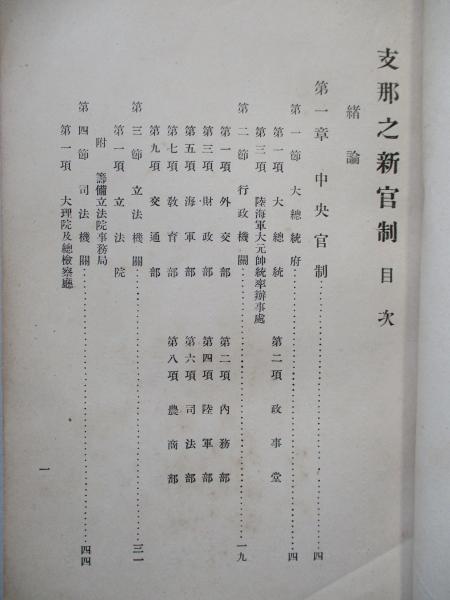 支那之新官制 目次
緒論
第一章 中央官制……四
第一節 大總統府……四
第一項 大總統 第二項 政事堂
第三項 陸海軍大元帥統率辦事處
第二節 行政機關……一九
第一項 外交部 第二項 內務部
第三項 財政部 第四項 陸軍部
第五項 海軍部 第六項 司法部
第七項 教育部 第八項 農商部
第九項 交通部
第三節 立法機關……三一
第一項 立法院
附 籌備立法院事務局
第四節 司法機關……四四
第一項 大理院及總檢察廳
一